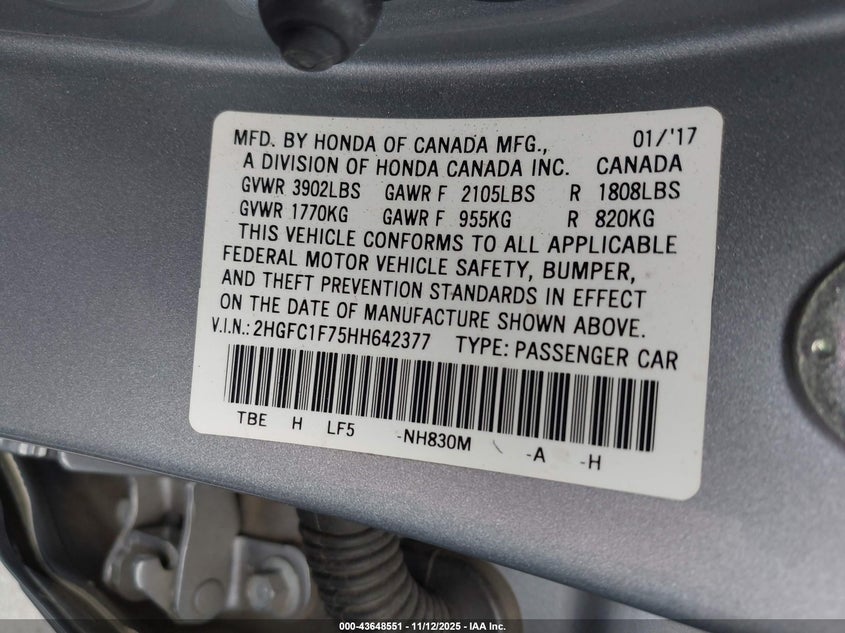 MFD. BY HONDA OF CANADA MFG., 01/'17
A DIVISION OF HONDA CANADA INC. CANADA
GVWR 3902LBS GAWR F 2105LBS R 1808LBS
GVWR 1770KG GAWR F 955KG R 820KG
THIS VEHICLE CONFORMS TO ALL APPLICABLE
FEDERAL MOTOR VEHICLE SAFETY, BUMPER,
AND THEFT PREVENTION STANDARDS IN EFFECT
ON THE DATE OF MANUFACTURE SHOWN ABOVE.
V.I.N.: 2HGFC1F75HH642377 TYPE: PASSENGER CAR
TBE H LF5 -NH830M -A -H
000-43648551 - 11/12/2025 - IAA Inc.